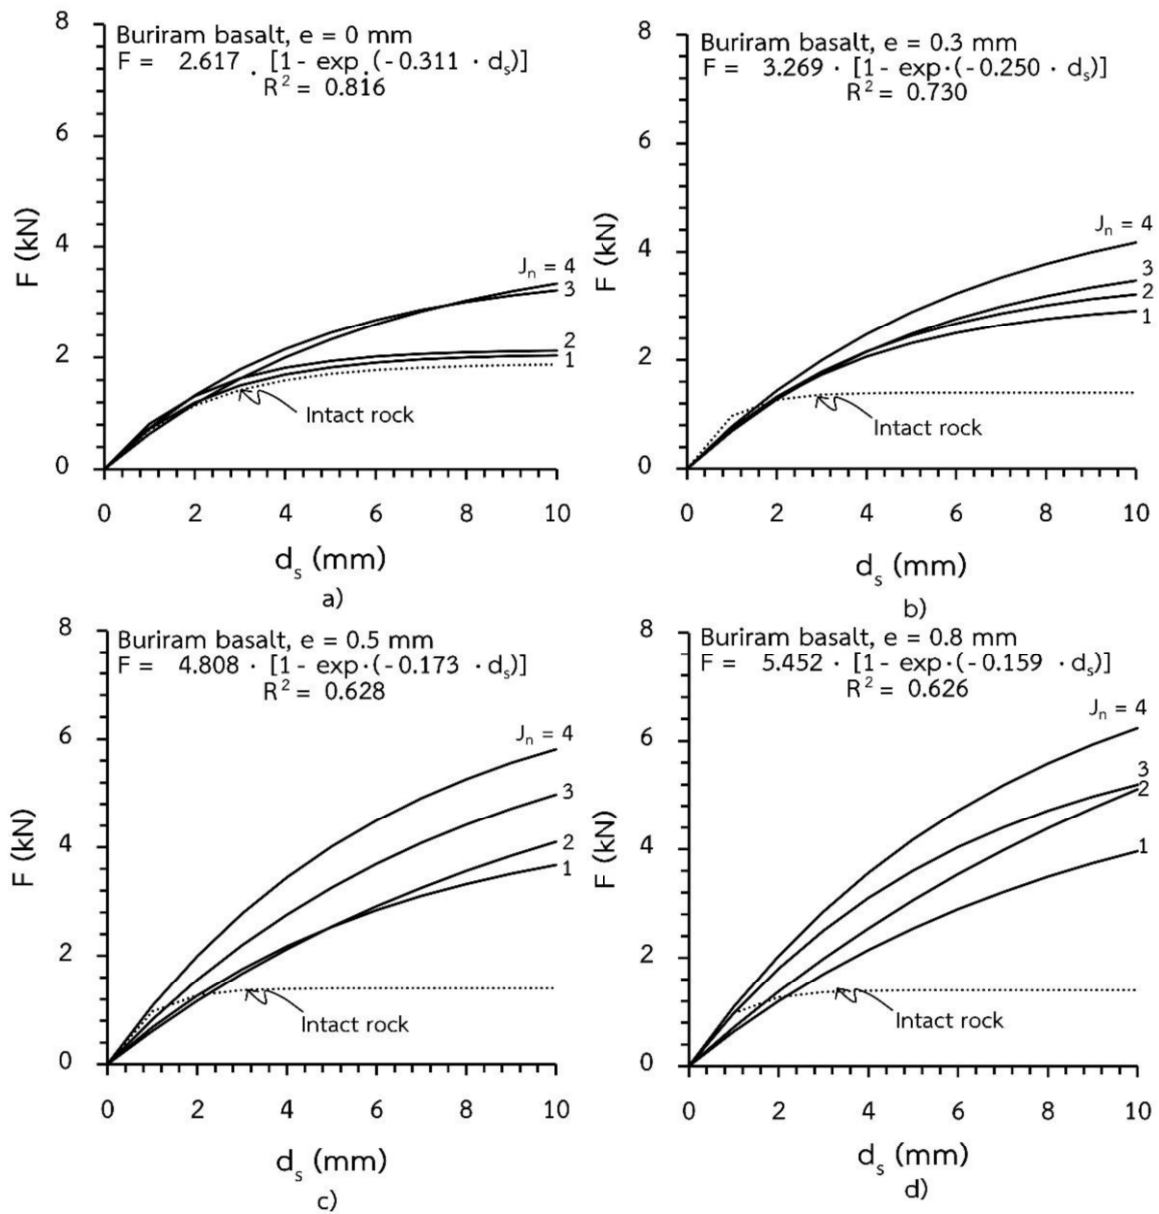 8
Buriram basalt, e = 0 mm
F = 2.617 · [1- exp·(-0.311 · ds)]
R² = 0.816
6
F (kN)
4
Jn = 4
3
2
2
1
Intact rock
0
0 2 4 6 8 10
ds (mm)
a)
8
Buriram basalt, e = 0.3 mm
F = 3.269 · [1- exp·(-0.250 · ds)]
R² = 0.730
6
F (kN)
4
Jn = 4
3
2
1
2
Intact rock
0
0 2 4 6 8 10
ds (mm)
b)
8
Buriram basalt, e = 0.5 mm
F = 4.808 · [1- exp·(-0.173 · ds)]
R² = 0.628
6
Jn = 4
F (kN)
3
4
2
1
2
Intact rock
0
0 2 4 6 8 10
ds (mm)
c)
8
Buriram basalt, e = 0.8 mm
F = 5.452 · [1- exp·(-0.159 · ds)]
R² = 0.626
Jn = 4
6
F (kN)
3
2
4
1
2
Intact rock
0
0 2 4 6 8 10
ds (mm)
d)